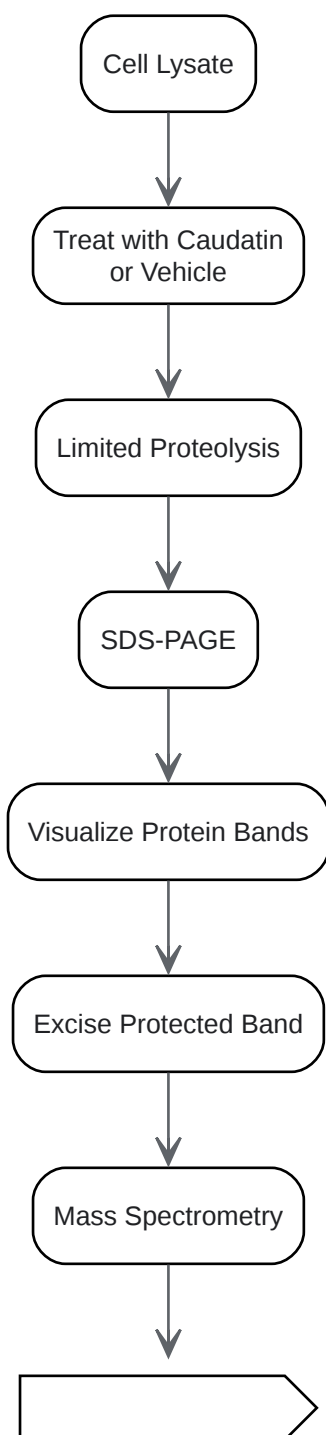 Cell Lysate
Treat with Caudatin
or Vehicle
Limited Proteolysis
SDS-PAGE
Visualize Protein Bands
Excise Protected Band
Mass Spectrometry